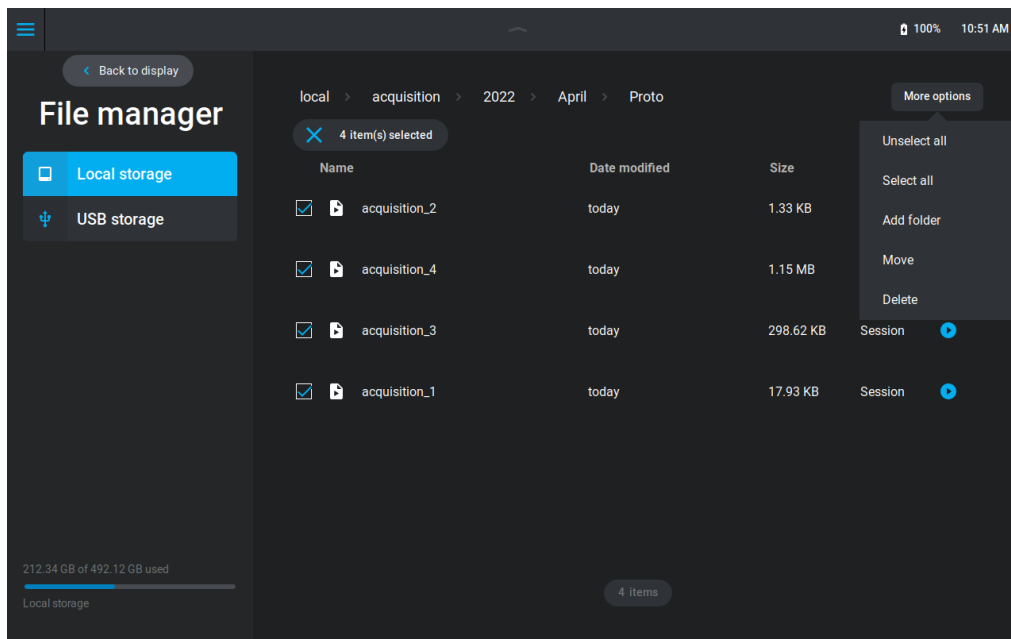 100% 10:51 AM
Back to display
File manager
Local storage
USB storage
212.34 GB of 492.12 GB used
Local storage
local > acquisition > 2022 > April > Proto
More options
4 item(s) selected
Unselect all
Select all
Add folder
Move
Delete
Name Date modified Size
acquisition_2 today 1.33 KB
acquisition_4 today 1.15 MB
acquisition_3 today 298.62 KB Session
acquisition_1 today 17.93 KB Session
4 items